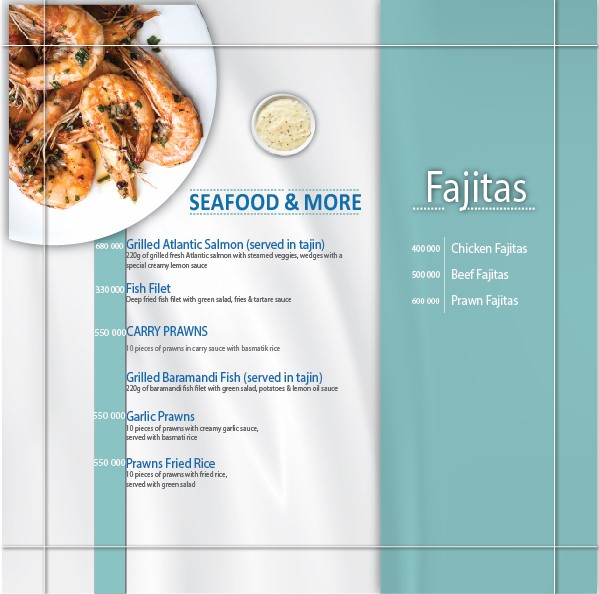 SEAFOOD & MORE
680 000 Grilled Atlantic Salmon (served in tajin)
220g of grilled fresh Atlantic salmon with steamed veggies, wedges with a
special creamy lemon sauce
330 000 Fish Filet
Deep fried fish filet with green salad, fries & tartare sauce
550 000 CARRY PRAWNS
10 pieces of prawns in carry sauce with basmatik rice
Grilled Baramandi Fish (served in tajin)
220g of baramandi fish filet with green salad, potatoes & lemon oil sauce
550 000 Garlic Prawns
10 pieces of prawns with creamy garlic sauce,
served with basmati rice
550 000 Prawns Fried Rice
10 pieces of prawns with fried rice,
served with green salad
Fajitas
400 000 Chicken Fajitas
500 000 Beef Fajitas
600 000 Prawn Fajitas